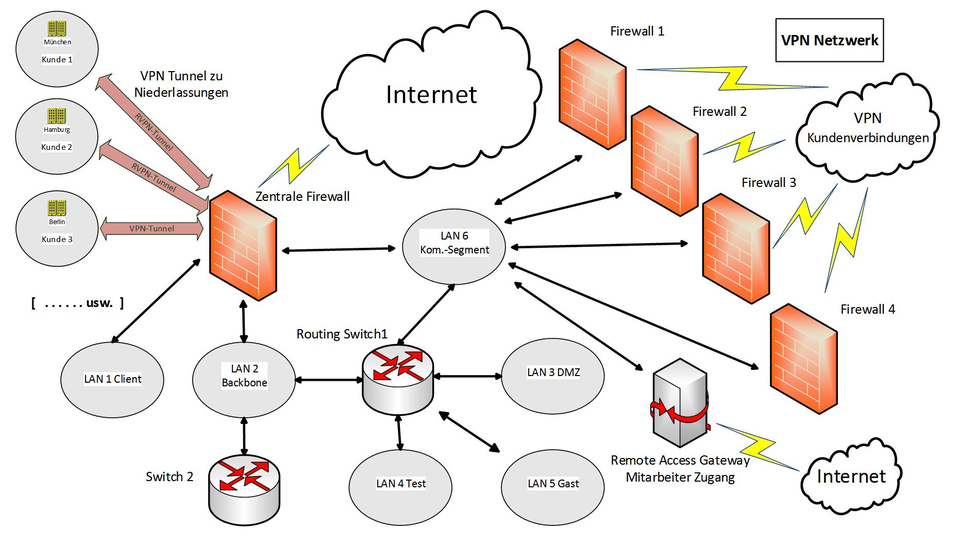 München
Kunde 1
Hamburg
Kunde 2
Berlin
Kunde 3
[ . . . . . . usw. ]
VPN Tunnel zu
Niederlassungen
RVPN-Tunnel
RVPN-Tunnel
VPN-Tunnel
Internet
Zentrale Firewall
Firewall 1
Firewall 2
Firewall 3
Firewall 4
VPN Netzwerk
VPN
Kundenverbindungen
LAN 6
Kom.-Segment
Routing Switch1
LAN 1 Client
LAN 2
Backbone
LAN 3 DMZ
Switch 2
LAN 4 Test
LAN 5 Gast
Remote Access Gateway
Mitarbeiter Zugang
Internet